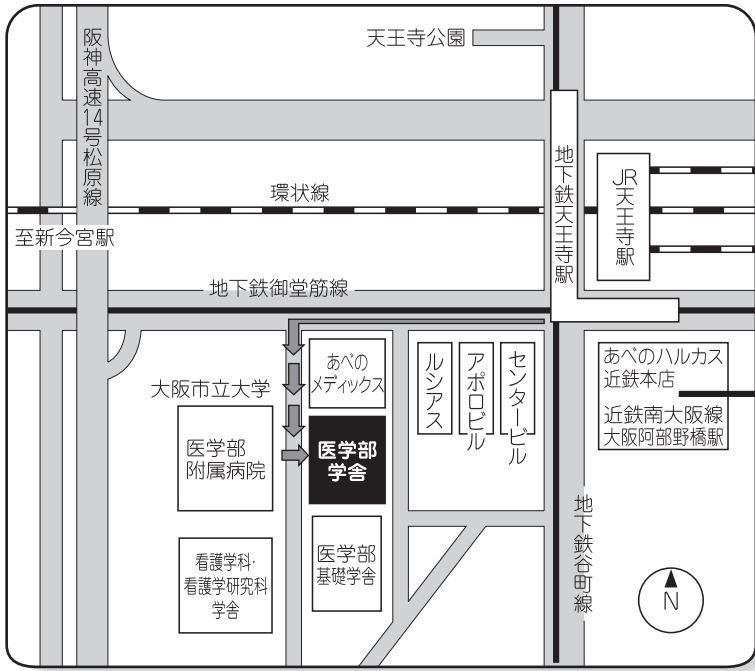 阪神高速14号松原線
天王寺公園
地下鉄天王寺駅
JR天王寺駅
環状線
至新今宮駅
地下鉄御堂筋線
あべの
メディックス
ルシアス
アポロビル
センタービル
あべのハルカス
近鉄本店
近鉄南大阪線
大阪阿部野橋駅
大阪市立大学
医学部
附属病院
医学部
学舎
看護学科・
看護学研究科
学舎
医学部
基礎学舎
地下鉄谷町線
N